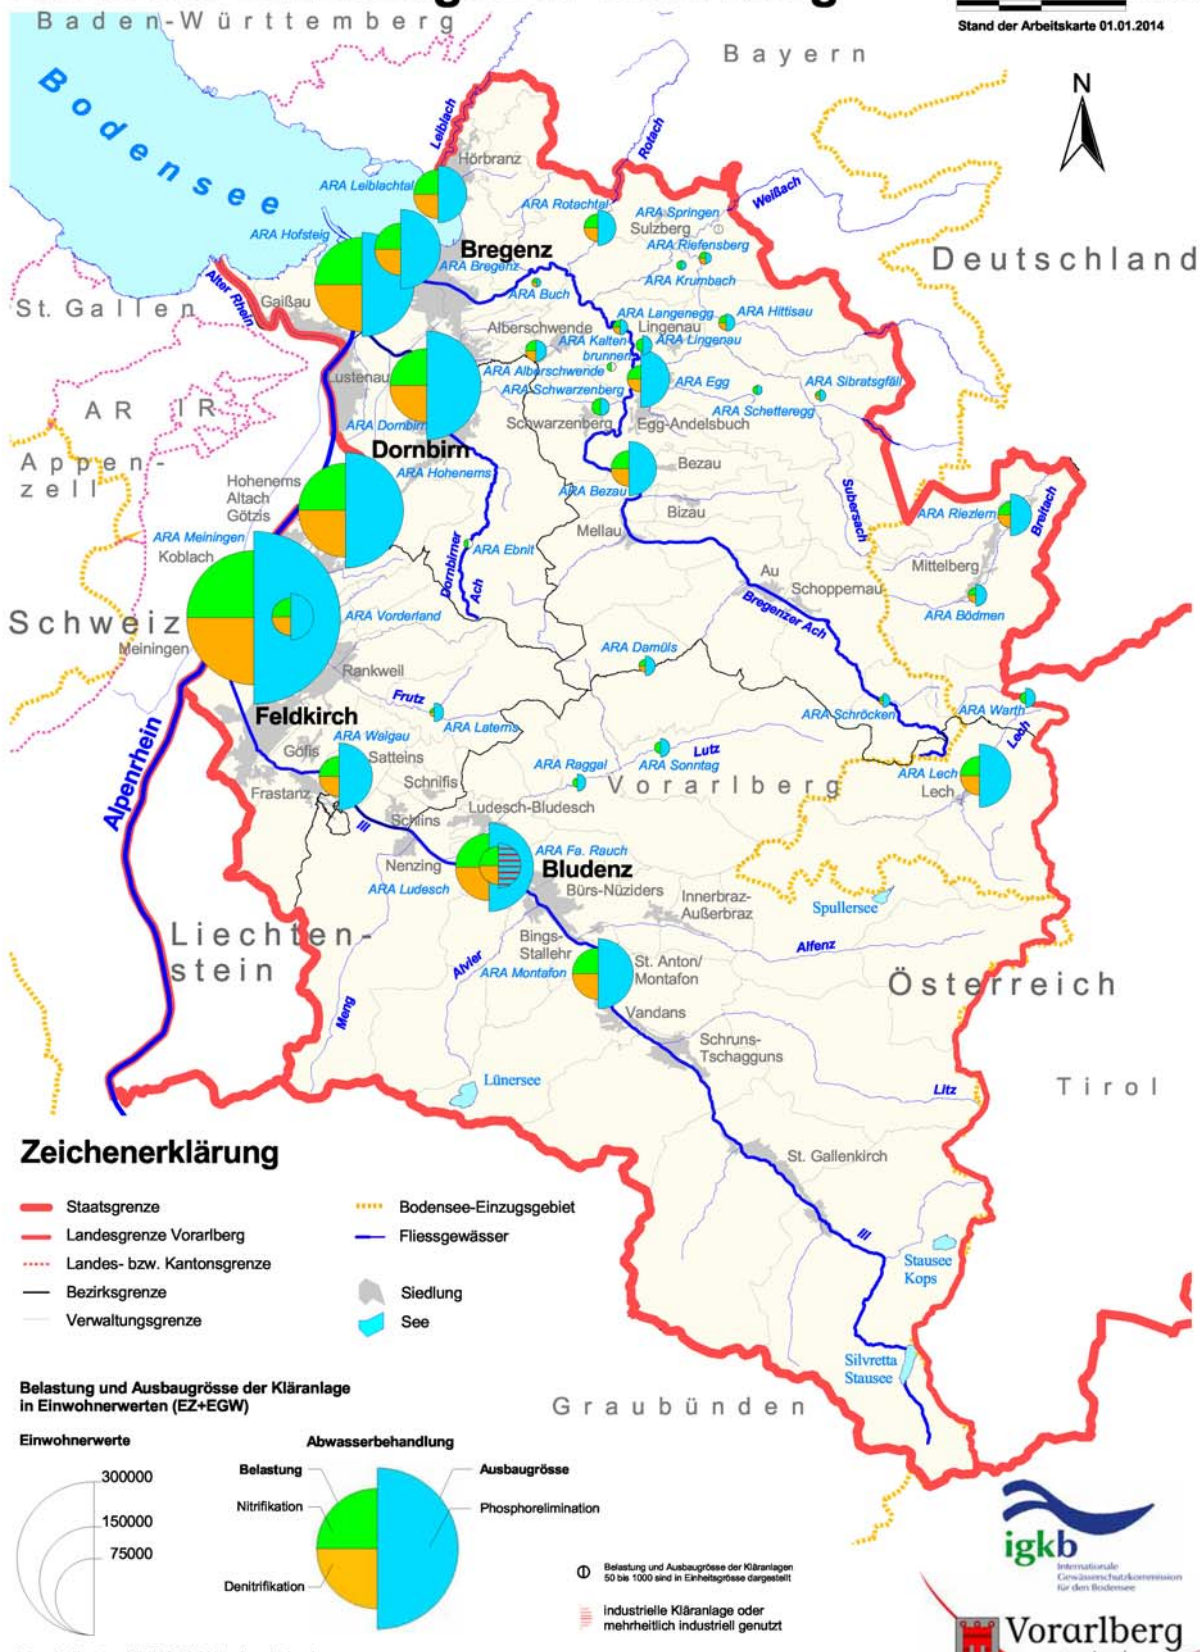 Stand der Arbeitskarte 01.01.2014
Baden-Württemberg
Bayern
N
Bodensee
Leiblach
Rotach
Hörbranz
Weißach
ARA Leiblachtal
ARA Rotachtal
ARA Springen
Sulzberg
ARA Hofsteig
Bregenz
ARA Riefensberg
ARA Bregenz
ARA Krumbach
Deutschland
Alter Rhein
ARA Buch
St. Gallen
Gaißau
ARA Langenegg
ARA Hittisau
Alberschwende
Lingenau
ARA Kalten-
brunnen
ARA Lingenau
Lustenau
ARA Alberschwende
ARA Egg
ARA Sibratsgfäll
ARA Schwarzenberg
AR
IR
ARA Schetteregg
ARA Dornbirn
Schwarzenberg
Egg-Andelsbuch
Dornbirn
Appen-
zell
ARA Hohenems
Bezau
Hohenems
Altach
Götzis
ARA Bezau
Bizau
Subersach
ARA Riezlern
Breitach
Mellau
ARA Meiningen
Koblach
ARA Ebnit
Dornbirner
Ach
Au
Schoppernau
Mittelberg
Bregenzer Ach
ARA Bödmen
Schweiz
ARA Vorderland
Meiningen
ARA Damüls
Rankweil
Frutz
ARA Schröcken
ARA Warth
Feldkirch
ARA Laterns
Lech
ARA Walgau
Göfis
Satteins
Lutz
ARA Raggal
ARA Sonntag
Alpenrhein
Schnifis
Vorarlberg
ARA Lech
Lech
Frastanz
Ludesch-Bludesch
Schlins
Ill
ARA Fa. Rauch
Nenzing
Bludenz
ARA Ludesch
Bürs-Nüziders
Innerbraz-
Außerbraz
Spullersee
Liechten-
stein
Bings-
Stallehr
Alfenz
Alvier
ARA Montafon
St. Anton/
Montafon
Österreich
Meng
Vandans
Schruns-
Tschagguns
Lünersee
Litz
Tirol
Zeichenerklärung
St. Gallenkirch
Staatsgrenze
Bodensee-Einzugsgebiet
Landesgrenze Vorarlberg
Fliessgewässer
Ill
Landes- bzw. Kantonsgrenze
Stausee
Kops
Bezirksgrenze
Siedlung
Verwaltungsgrenze
See
Silvretta
Stausee
Belastung und Ausbaugrösse der Kläranlage
in Einwohnerwerten (EZ+EGW)
Graubünden
Einwohnerwerte
Abwasserbehandlung
300000
150000
75000
Belastung
Ausbaugrösse
Nitrifikation
Phosphorelimination
Denitrifikation
Belastung und Ausbaugrösse der Kläranlagen
50 bis 1000 sind in Einheitsgrösse dargestellt
industrielle Kläranlage oder
mehrheitlich industriell genutzt
igkb
Internationale
Gewässerschutzkommission
für den Bodensee
Vorarlberg